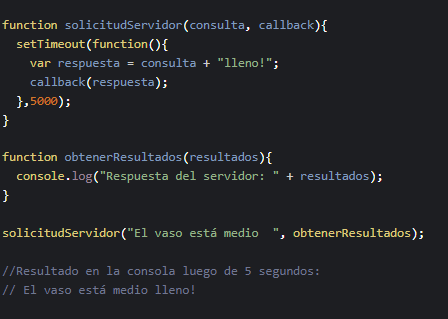 function solicitudServidor(consulta, callback){
  setTimeout(function(){
    var respuesta = consulta + "lleno!";
    callback(respuesta);
  },5000);
}

function obtenerResultados(resultados){
  console.log("Respuesta del servidor: " + resultados);
}

solicitudServidor("El vaso está medio  ", obtenerResultados);

//Resultado en la consola luego de 5 segundos:
// El vaso está medio lleno!